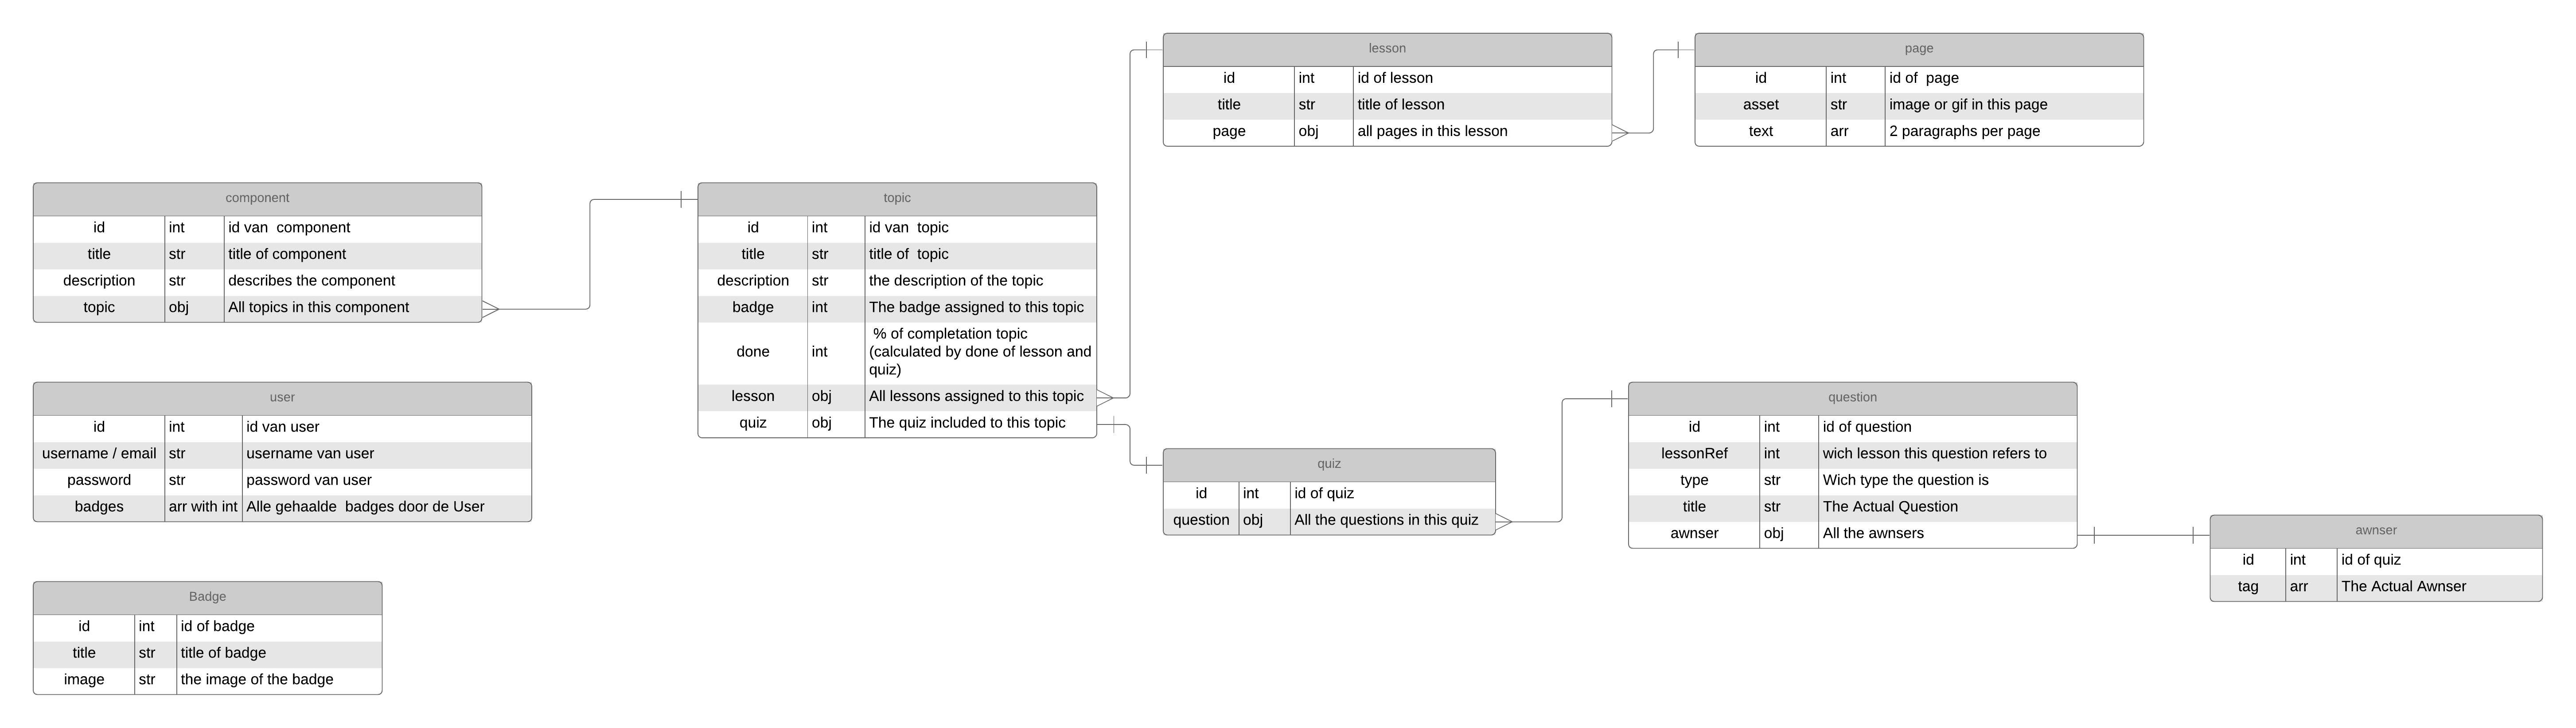 lesson
id int id of lesson
title str title of lesson
page obj all pages in this lesson
page
id int id of  page
asset str image or gif in this page
text arr 2 paragraphs per page
component
id int id van  component
title str title of component
description str describes the component
topic obj All topics in this component
topic
id int id van  topic
title str title of  topic
description str the description of the topic
badge int The badge assigned to this topic
% of completation topic
done int (calculated by done of lesson and
quiz)
lesson obj All lessons assigned to this topic
quiz obj The quiz included to this topic
user
id int id van user
username / email str username van user
password str password van user
badges arr with int Alle gehaalde  badges door de User
quiz
id int id of quiz
question obj All the questions in this quiz
question
id int id of question
lessonRef int wich lesson this question refers to
type str Wich type the question is
title str The Actual Question
awnser obj All the awnsers
awnser
id int id of quiz
tag arr The Actual Awnser
Badge
id int id of badge
title str title of badge
image str the image of the badge